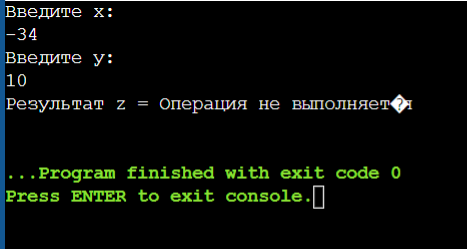 Введите x:
-34
Введите y:
10
Результат z = Операция не выполняет�я
...Program finished with exit code 0
Press ENTER to exit console.